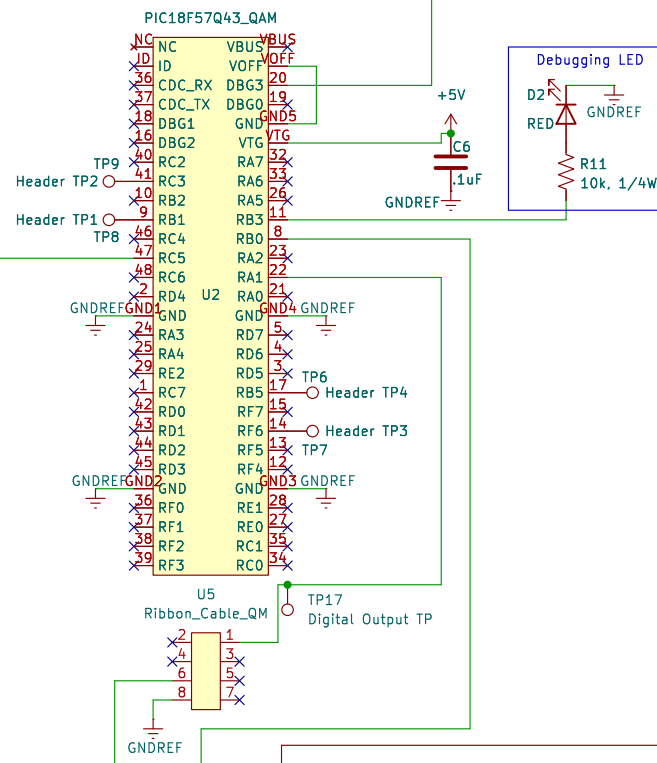 PIC18F57Q43_QAM
NC NC VBUS VBUS
ID ID VOFF VOFF
36 CDC_RX DBG3 20
37 CDC_TX DBG0 19
18 DBG1 GND GND5
16 DBG2 VTG VTG
40 RC2 RA7 32
41 RC3 RA6 33
10 RB2 RA5 26
9 RB1 RB3 11
46 RC4 RB0 8
47 RC5 RA2 23
48 RC6 RA1 22
2 RD4 RA0 21
GND1 GND GND GND4
24 RA3 RD7 5
25 RA4 RD6 4
29 RE2 RD5 3
1 RC7 RB5 17
42 RD0 RF7 15
43 RD1 RF6 14
44 RD2 RF5 13
45 RD3 RF4 12
GND2 GND GND GND3
36 RF0 RE1 28
37 RF1 RE0 27
38 RF2 RC1 35
39 RF3 RC0 34
U2
TP9
Header TP2
Header TP1
TP8
GNDREF
GNDREF
GNDREF
GNDREF
TP6
Header TP4
Header TP3
TP7
+5V
C6
.1uF
GNDREF
Debugging LED
D2
RED
GNDREF
R11
10k, 1/4W
U5
Ribbon_Cable_QM
2 1
4 3
6 5
8 7
GNDREF
TP17
Digital Output TP